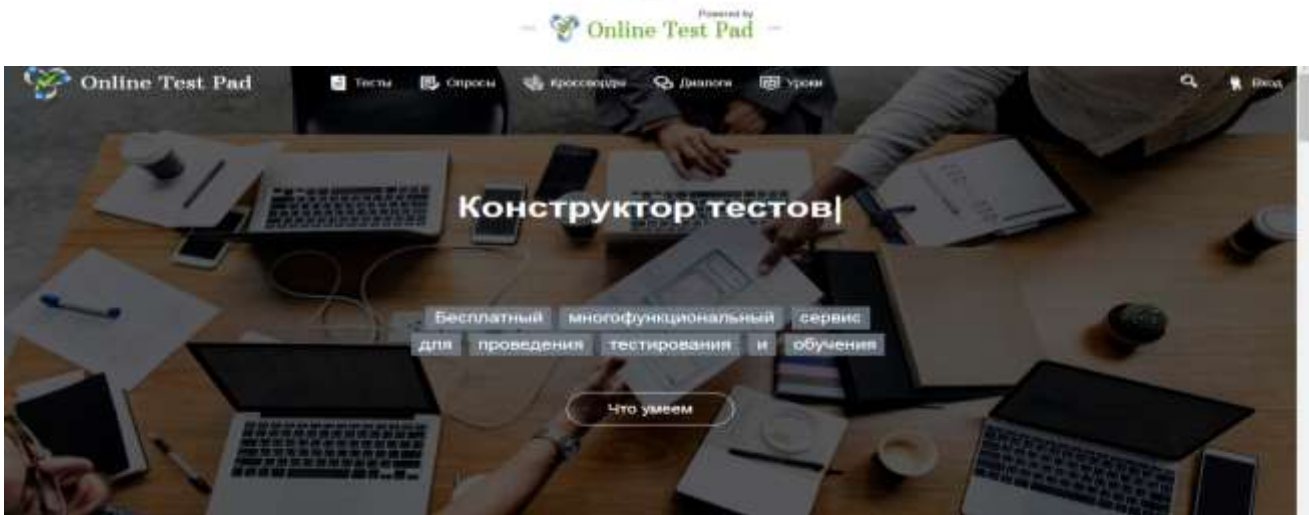 Powered by
Online Test Pad
Online Test Pad Тесты Опросы Кроссворды Диалоги Уроки Вход
Конструктор тестов
Бесплатный многофункциональный сервис
для проведения тестирования и обучения
Что умеем